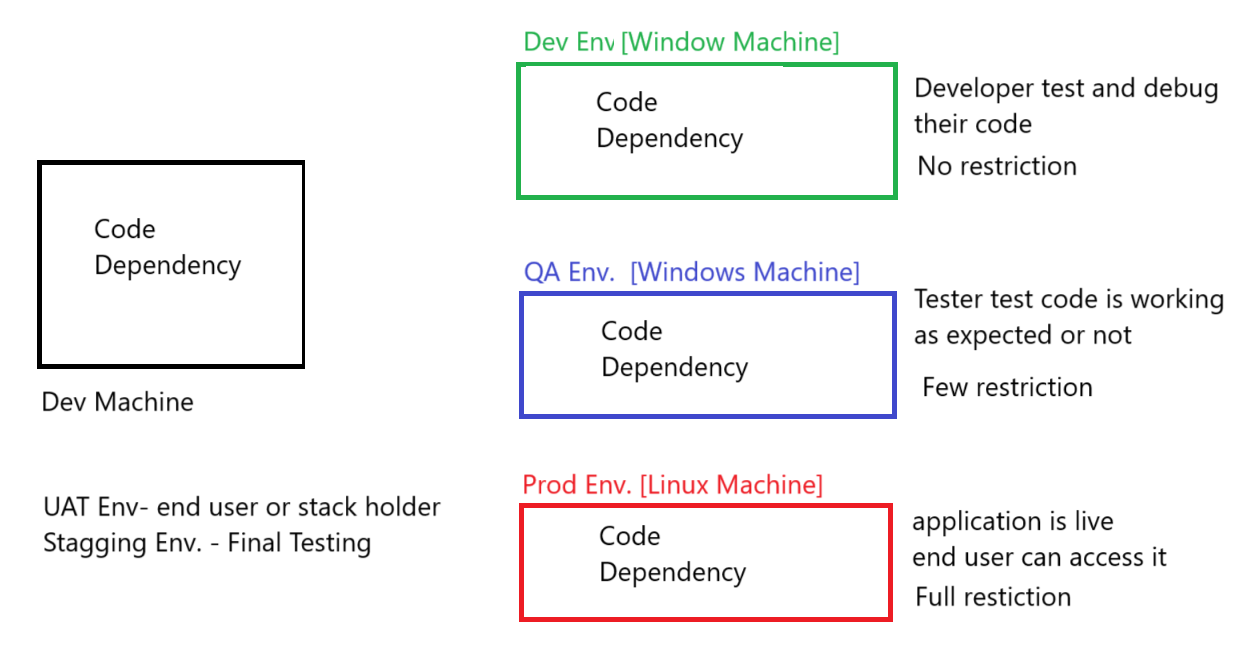 Dev Env [Window Machine]
Code
Dependency
Developer test and debug
their code
No restriction
Code
Dependency
Dev Machine
QA Env. [Windows Machine]
Code
Dependency
Tester test code is working
as expected or not
Few restriction
UAT Env- end user or stack holder
Stagging Env. - Final Testing
Prod Env. [Linux Machine]
Code
Dependency
application is live
end user can access it
Full restiction